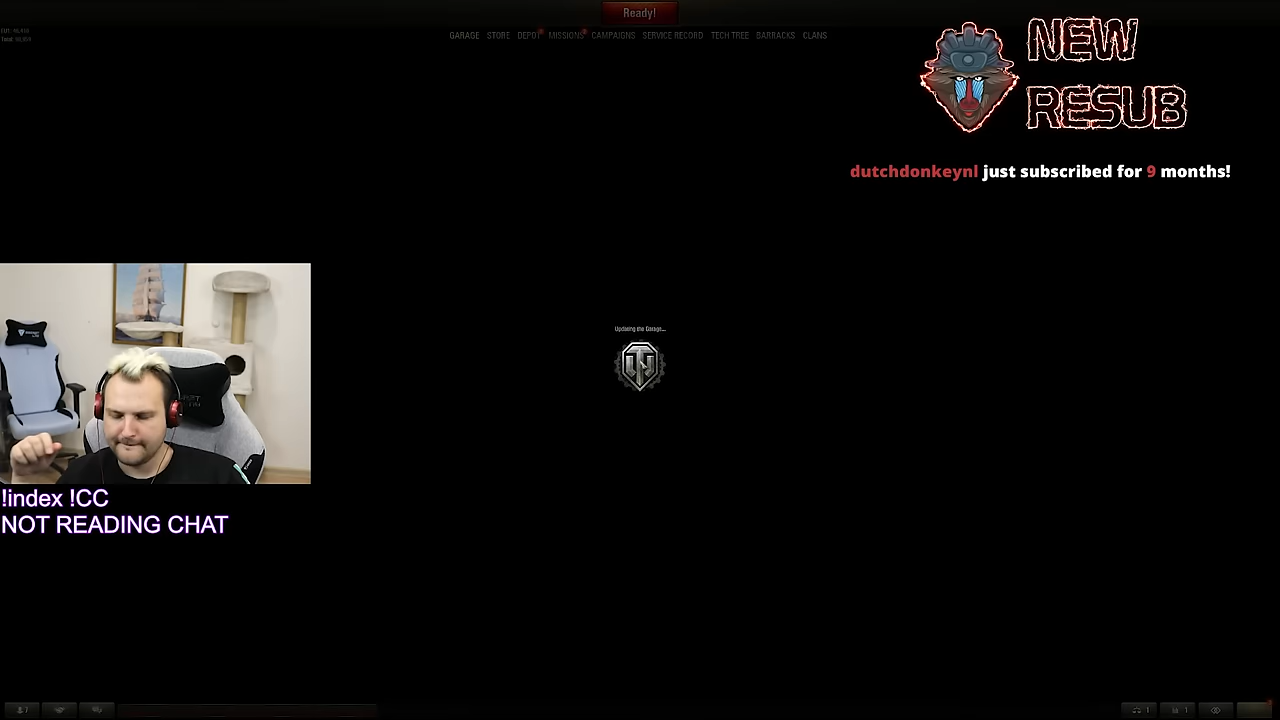 Ready!
GARAGE STORE DEPOT MISSIONS CAMPAIGNS SERVICE RECORD TECH TREE BARRACKS CLANS
NEW
RESUB
dutchdonkeynl just subscribed for 9 months!
Updating the Garage...
!index !CC
NOT READING CHAT